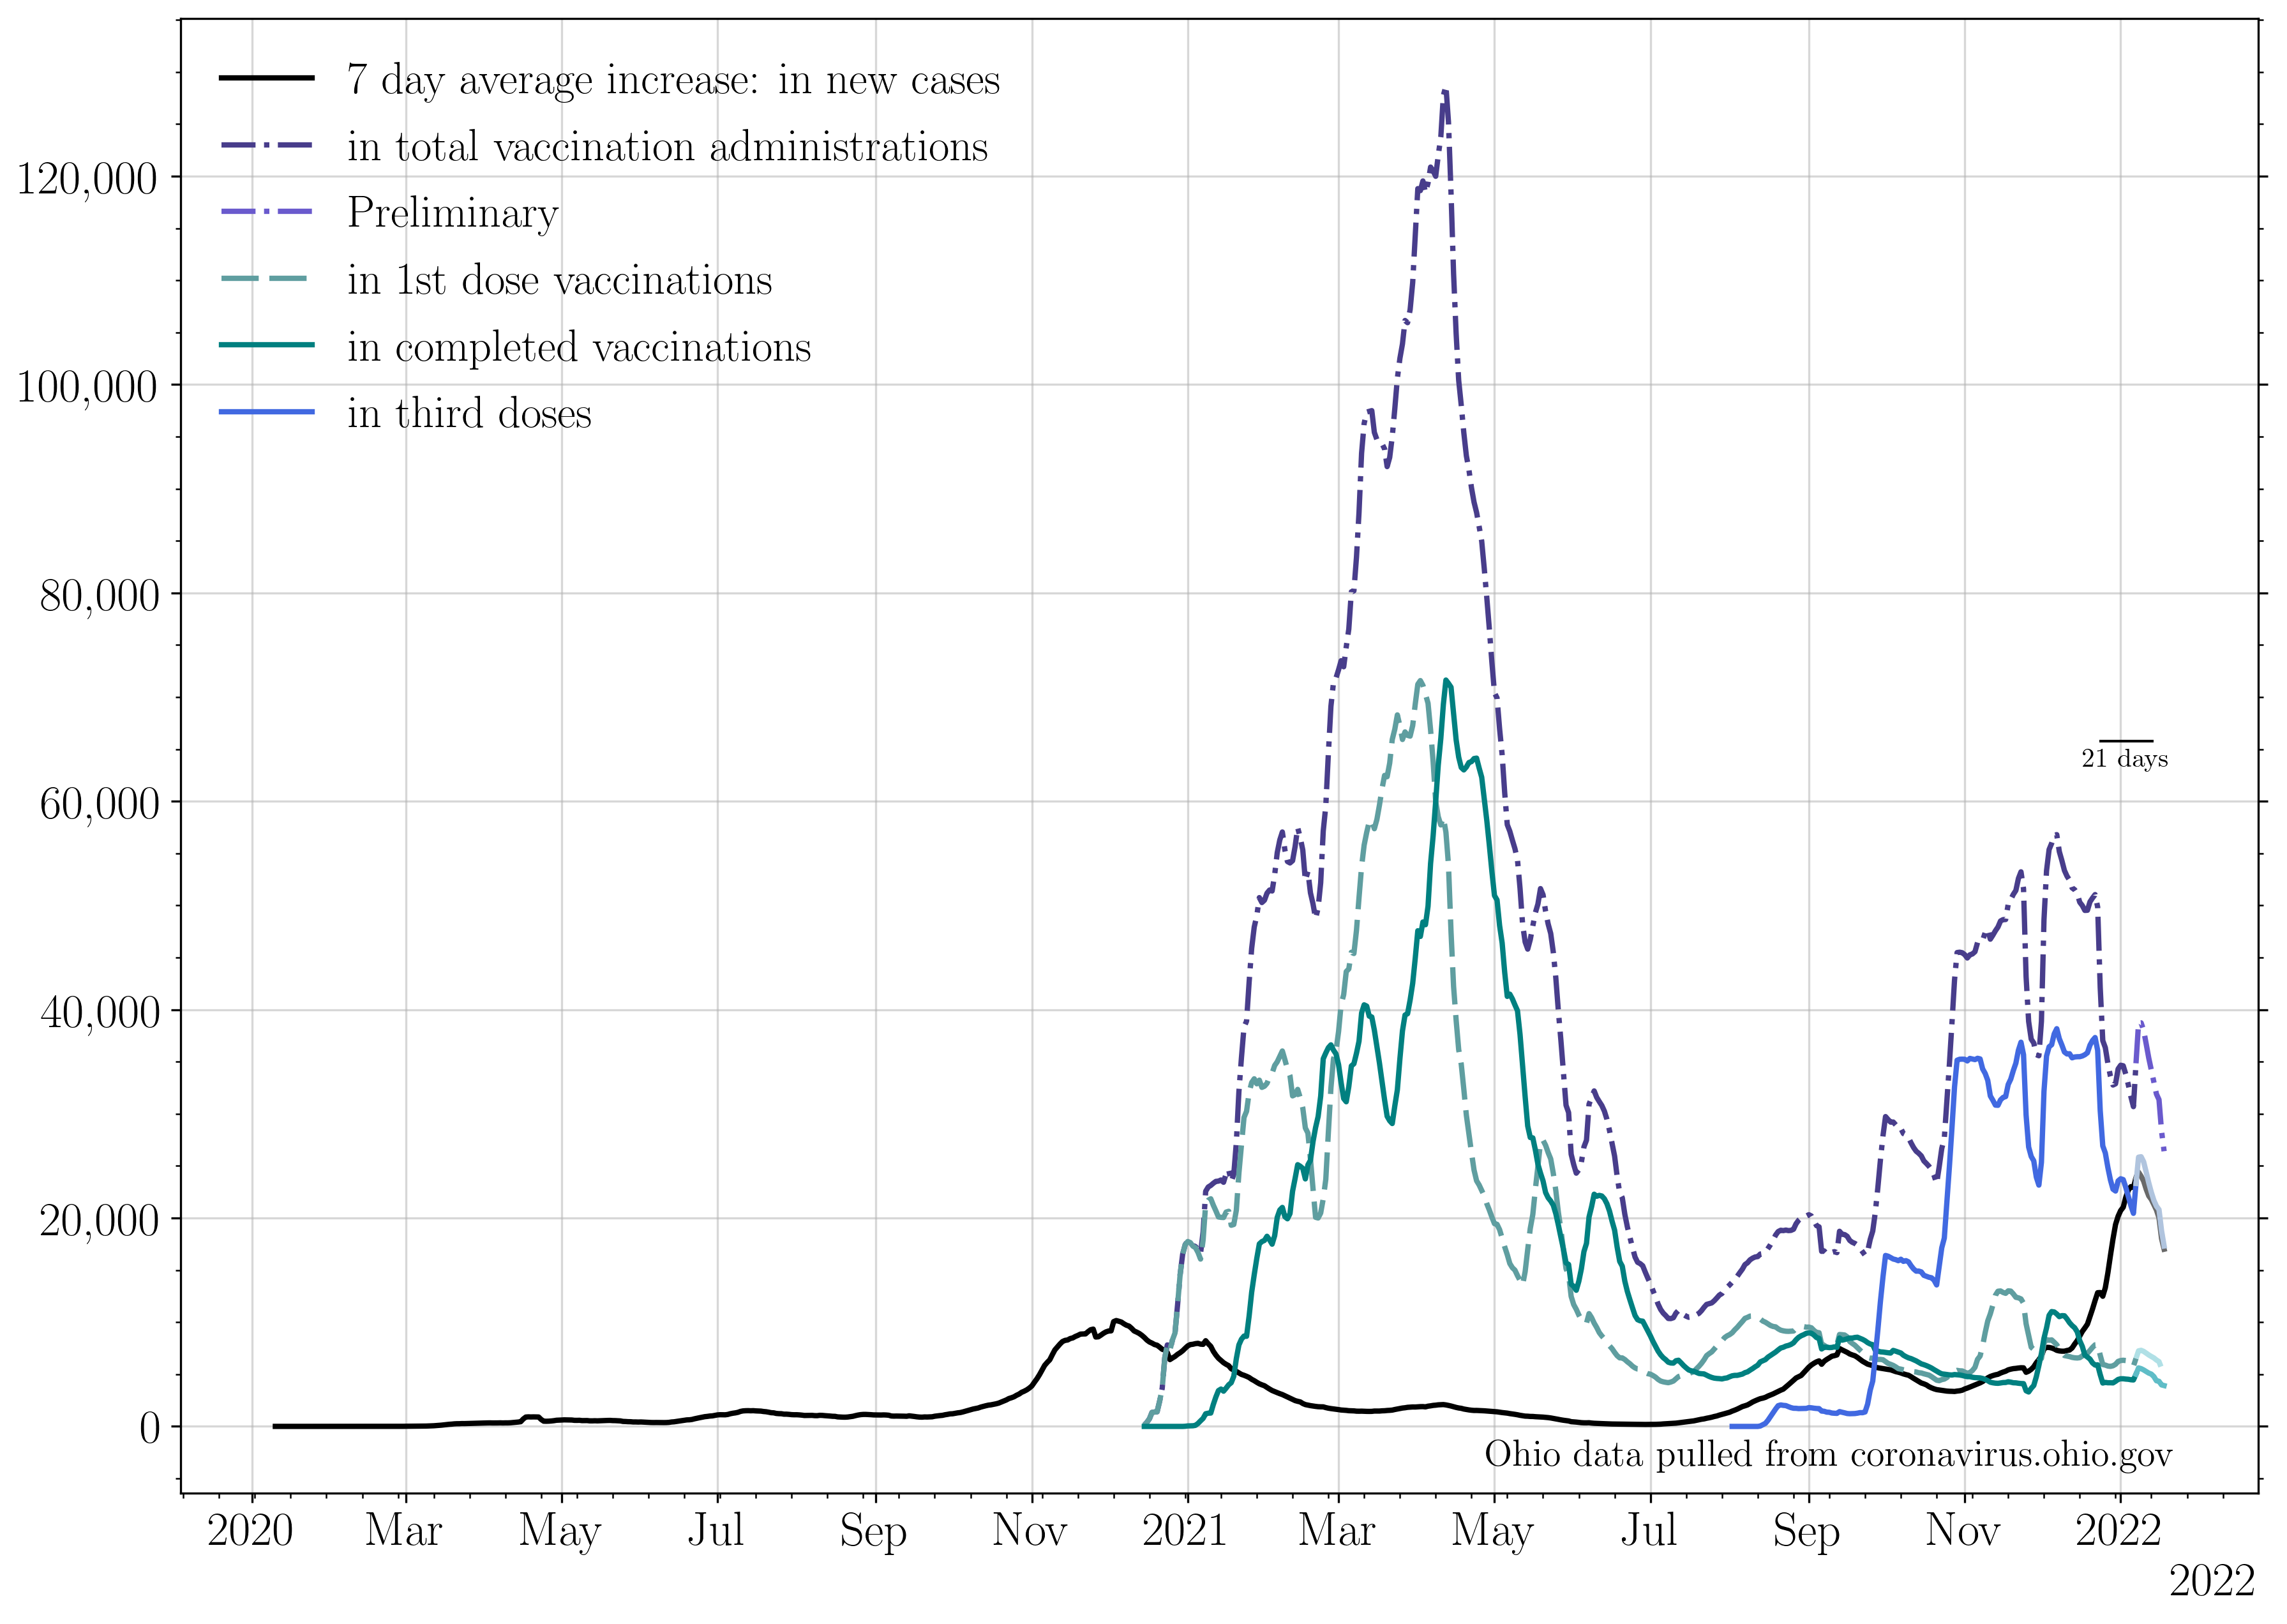 7 day average increase: in new cases
in total vaccination administrations
Preliminary
in 1st dose vaccinations
in completed vaccinations
in third doses
120,000
100,000
80,000
60,000
40,000
20,000
0
21 days
Ohio data pulled from coronavirus.ohio.gov
2020 Mar May Jul Sep Nov 2021 Mar May Jul Sep Nov 2022
2022